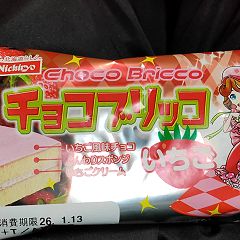 Nichiryo
Choco Bricco
チョコブリッコ
いちご風味チョコ
いちご
いちごクリーム
消費期限26. 1.13